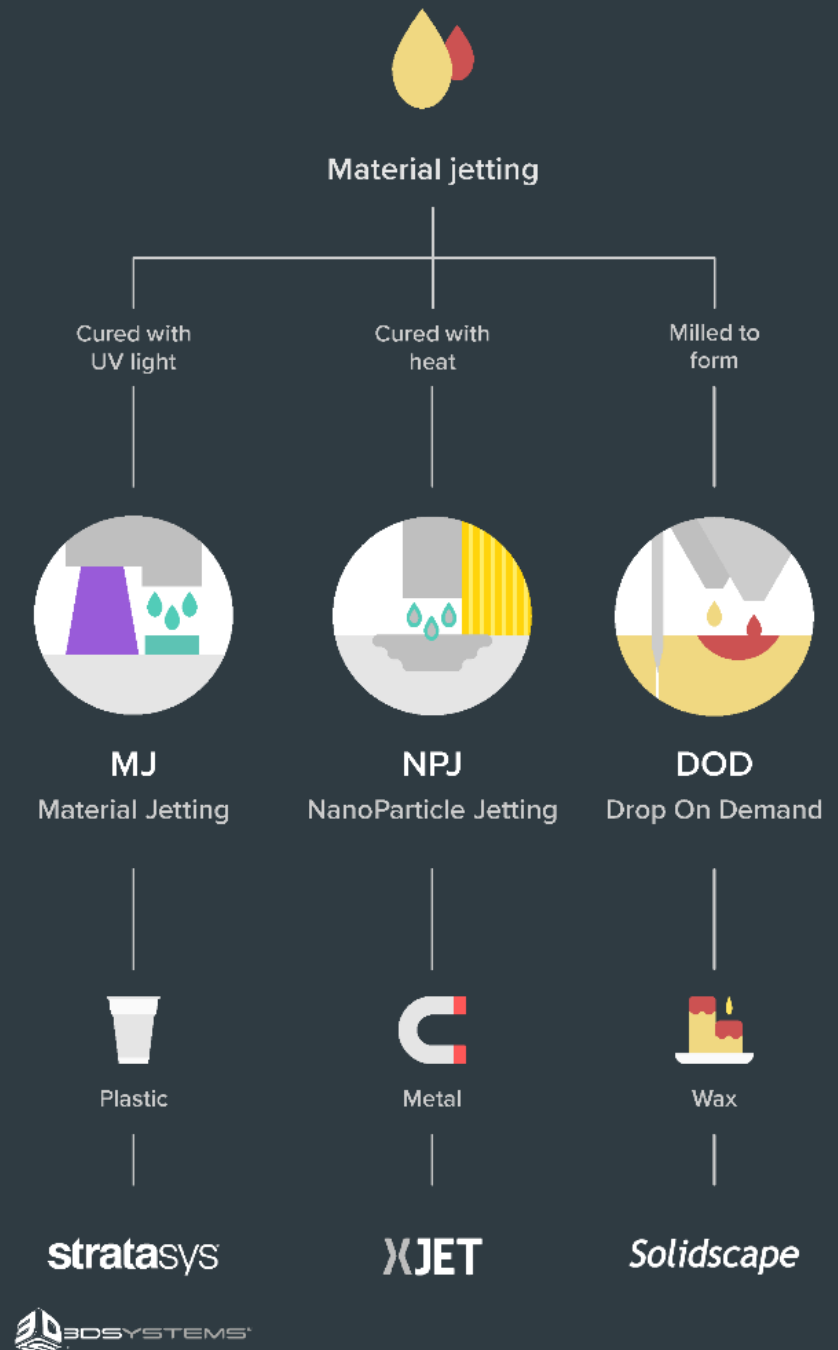 Material jetting
Cured with
UV light
Cured with
heat
Milled to
form
MJ
Material Jetting
NPJ
NanoParticle Jetting
DOD
Drop On Demand
Plastic
Metal
Wax
stratasys
XJET
Solidscape
3D 3DSYSTEMS